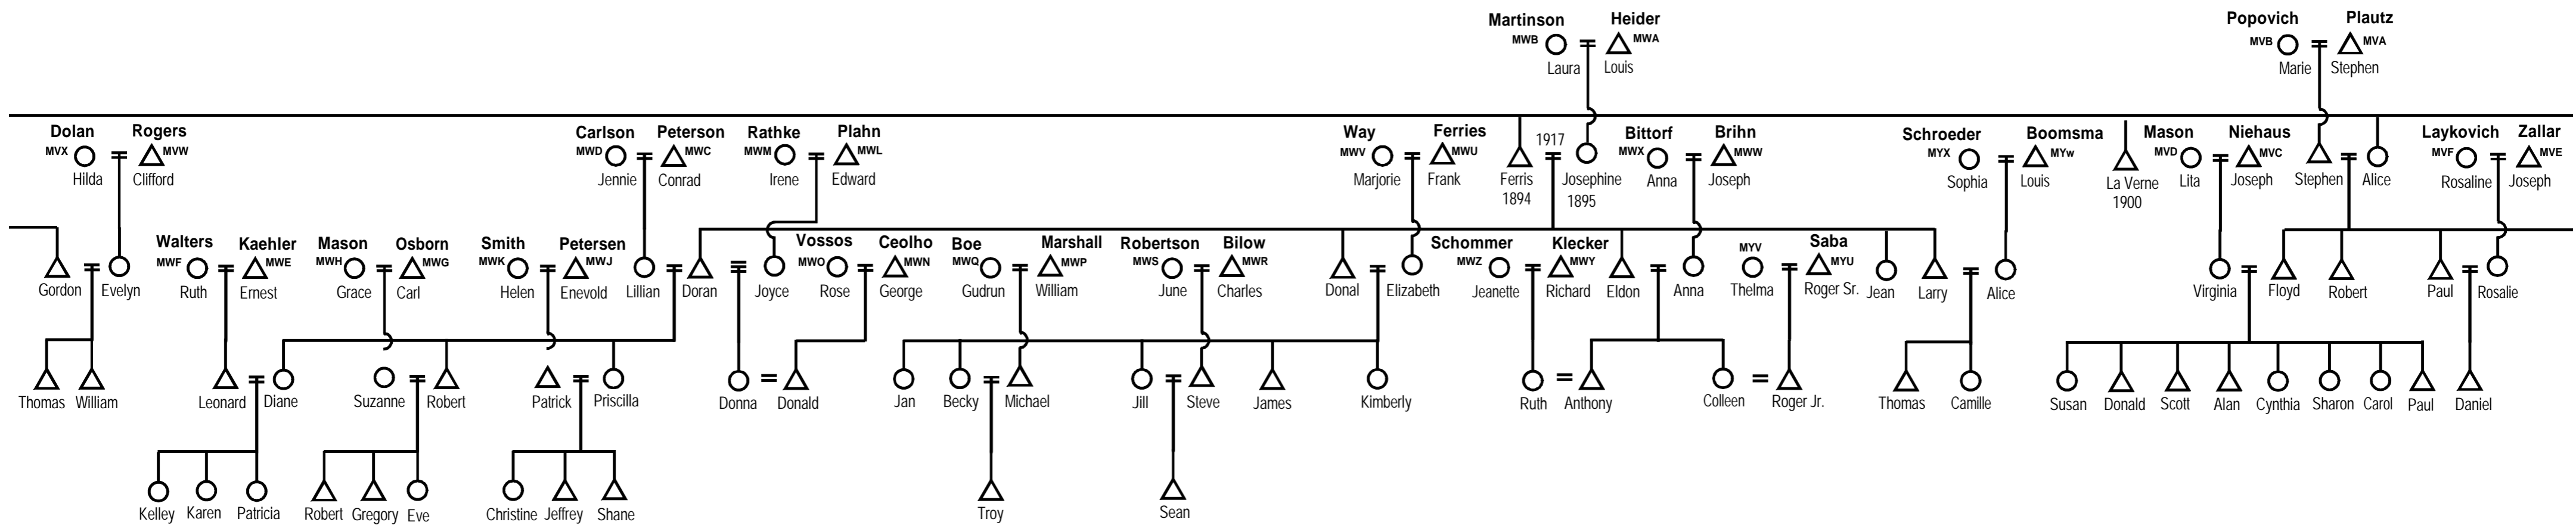 Martinson Heider
MWB MWA
Laura Louis
Popovich Plautz
MVB MVA
Marie Stephen
Dolan Rogers
MVX MVW
Hilda Clifford
Carlson Peterson
MWD MWC
Jennie Conrad
Rathke Plahn
MWM MWL
Irene Edward
Way Ferries
MWV MWU
Marjorie Frank
1917
Ferris Josephine
1894 1895
Bittorf Brihn
MWX MWW
Anna Joseph
Schroeder Boomsma
MYX MYw
Sophia Louis
La Verne
1900
Mason Niehaus
MVD MVC
Lita Joseph
Stephen Alice
Laykovich Zallar
MVF MVE
Rosaline Joseph
Gordon Evelyn
Walters Kaehler
MWF MWE
Ruth Ernest
Mason Osborn
MWH MWG
Grace Carl
Smith Petersen
MWK MWJ
Helen Enevold
Lillian Doran Joyce
Vossos Ceolho
MWO MWN
Rose George
Boe Marshall
MWQ MWP
Gudrun William
Robertson Bilow
MWS MWR
June Charles
Donal Elizabeth
Schommer Klecker
MWZ MWY
Jeanette Richard
Eldon Anna
Saba
MYV MYU
Thelma Roger Sr.
Jean Larry Alice
Virginia Floyd Robert Paul Rosalie
Thomas William Leonard Diane Suzanne Robert Patrick Priscilla Donna Donald Jan Becky Michael Jill Steve James Kimberly Ruth Anthony Colleen Roger Jr. Thomas Camille Susan Donald Scott Alan Cynthia Sharon Carol Paul Daniel
Kelley Karen Patricia Robert Gregory Eve Christine Jeffrey Shane Troy Sean